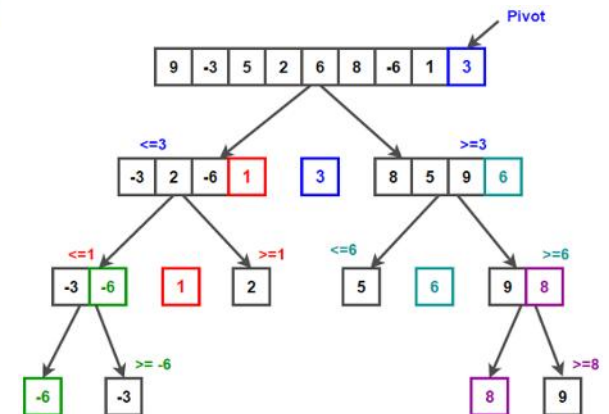 Pivot
9 -3 5 2 6 8 -6 1 3
<=3 >=3
-3 2 -6 1 3 8 5 9 6
<=1 >=1 <=6 >=6
-3 -6 1 2 5 6 9 8
>= -6 >=8
-6 -3 8 9